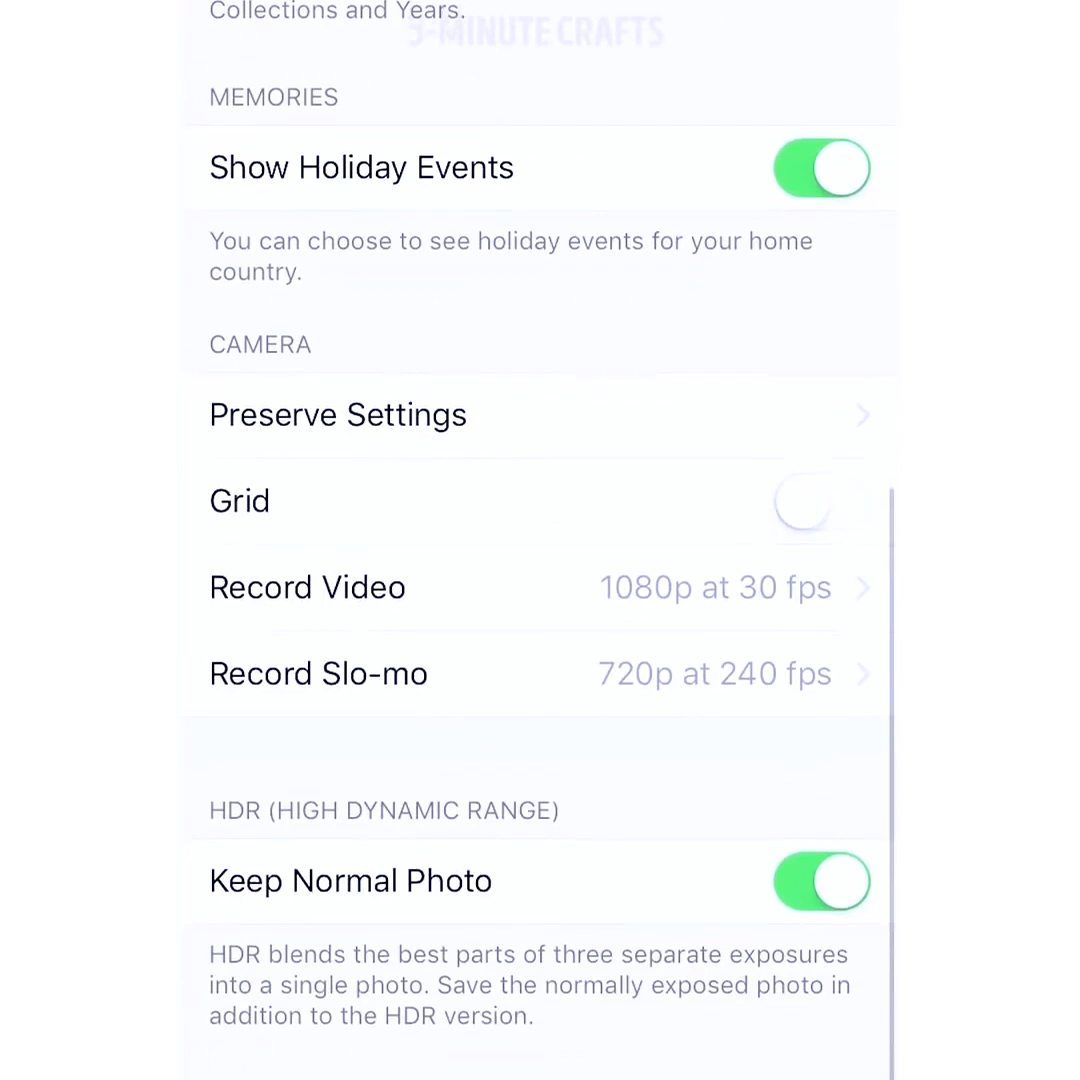 Collections and Years.
5-MINUTE CRAFTS
MEMORIES
Show Holiday Events
You can choose to see holiday events for your home
country.
CAMERA
Preserve Settings
Grid
Record Video 1080p at 30 fps
Record Slo-mo 720p at 240 fps
HDR (HIGH DYNAMIC RANGE)
Keep Normal Photo
HDR blends the best parts of three separate exposures
into a single photo. Save the normally exposed photo in
addition to the HDR version.